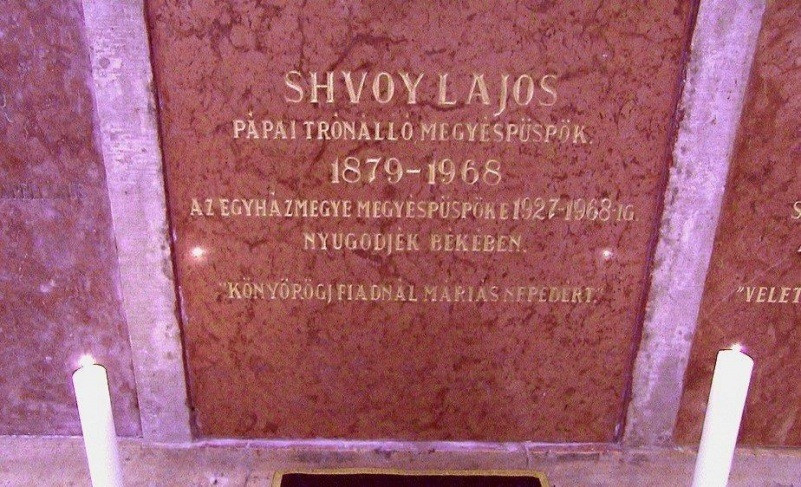 SHVOY LAJOS
PÁPAI TRÓNÁLLÓ, MEGYÉSPÜSPÖK.
1879-1968
AZ EGYHÁZMEGYE MEGYÉSPÜSPÖKE 1927-1968-IG.
NYUGODJÉK BÉKÉBEN.
"KÖNYÖRÖGJ FIADNÁL MÁRIÁS NÉPEDÉRT."
"VELET